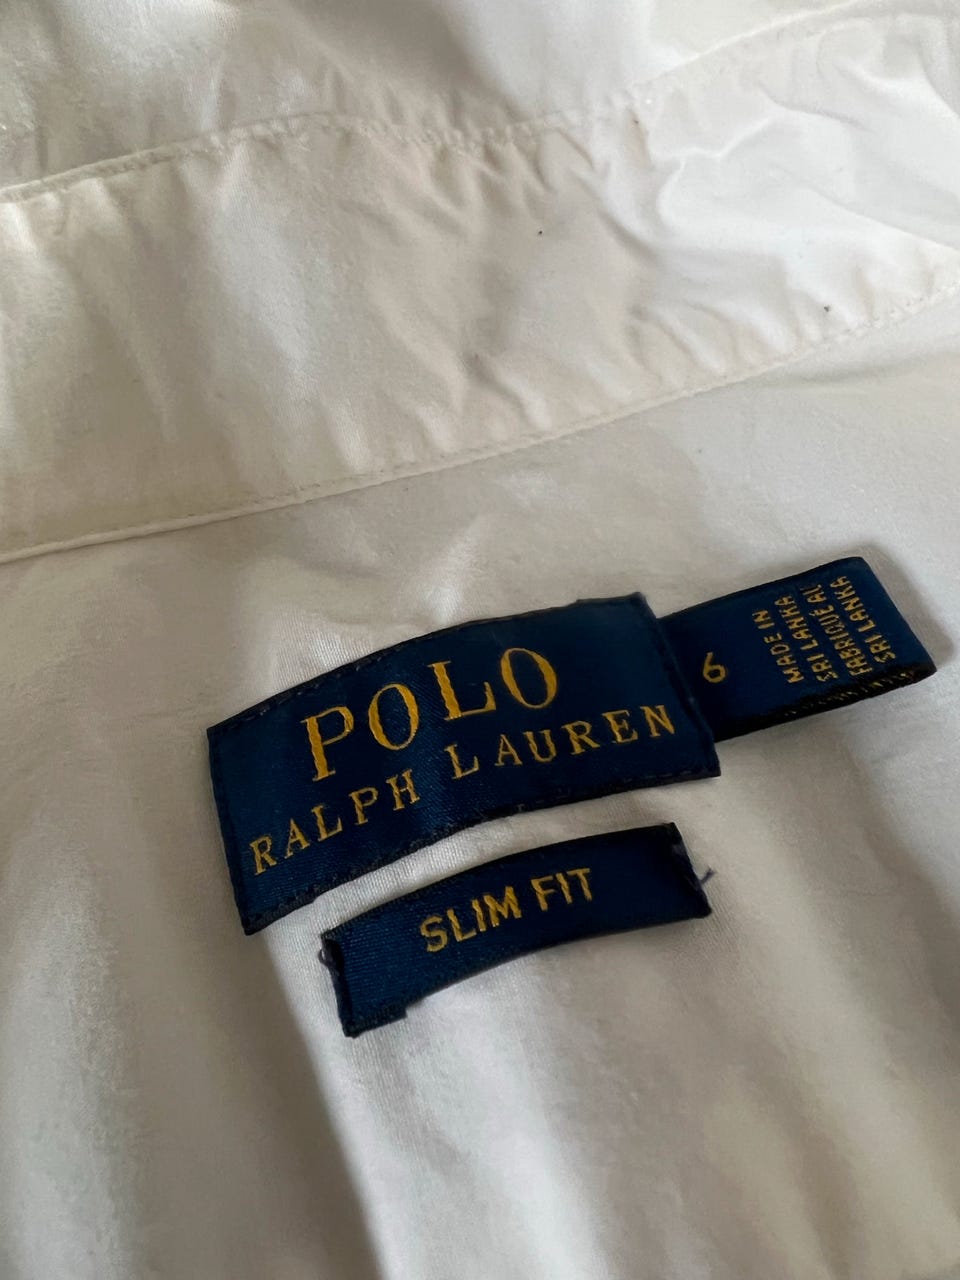 POLO
RALPH LAUREN
6
MADE IN
SRI LANKA
FABRIQUÉ AU
SRI LANKA
SLIM FIT